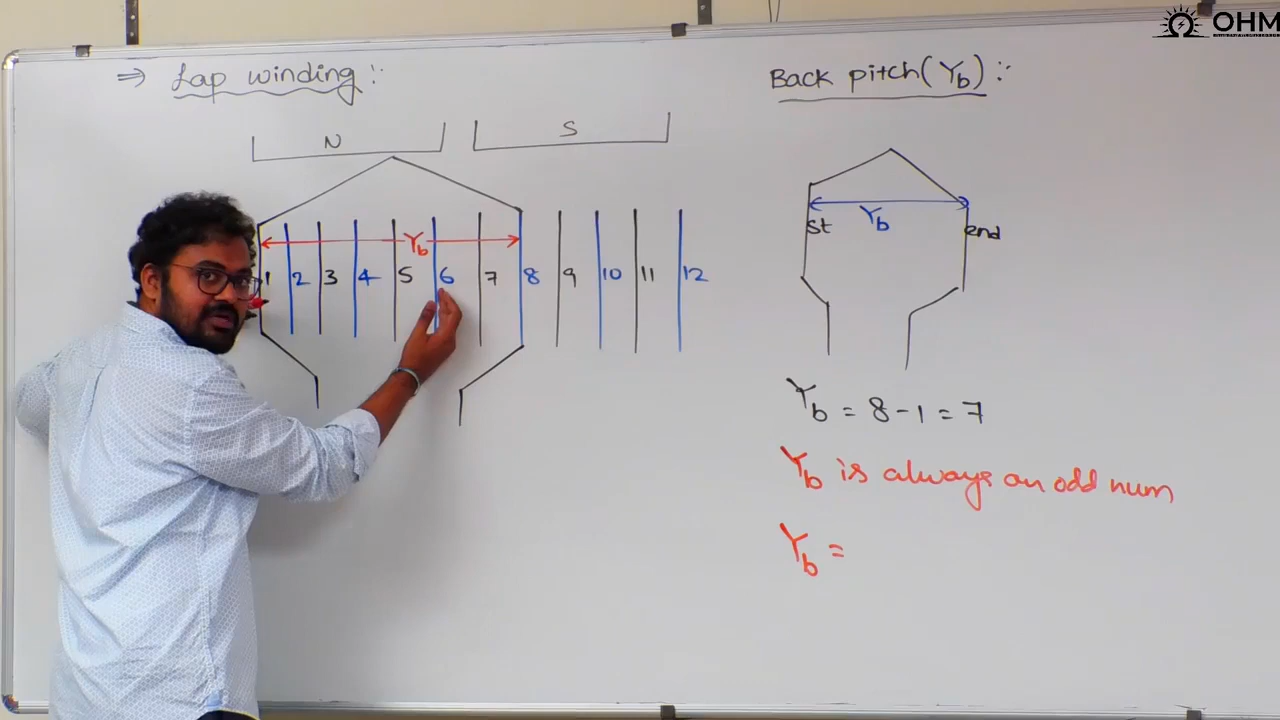 OHM
⇒ Lap winding :-
N S
Yb
1 2 3 4 5 6 7 8 9 10 11 12
Back pitch (Yb) :-
Yb
st end
Yb = 8 - 1 = 7
Yb is always an odd num
Yb =